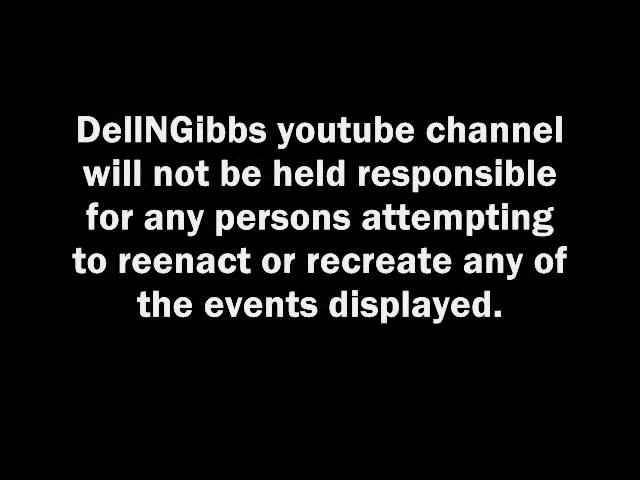 DellNGibbs youtube channel
will not be held responsible
for any persons attempting
to reenact or recreate any of
the events displayed.